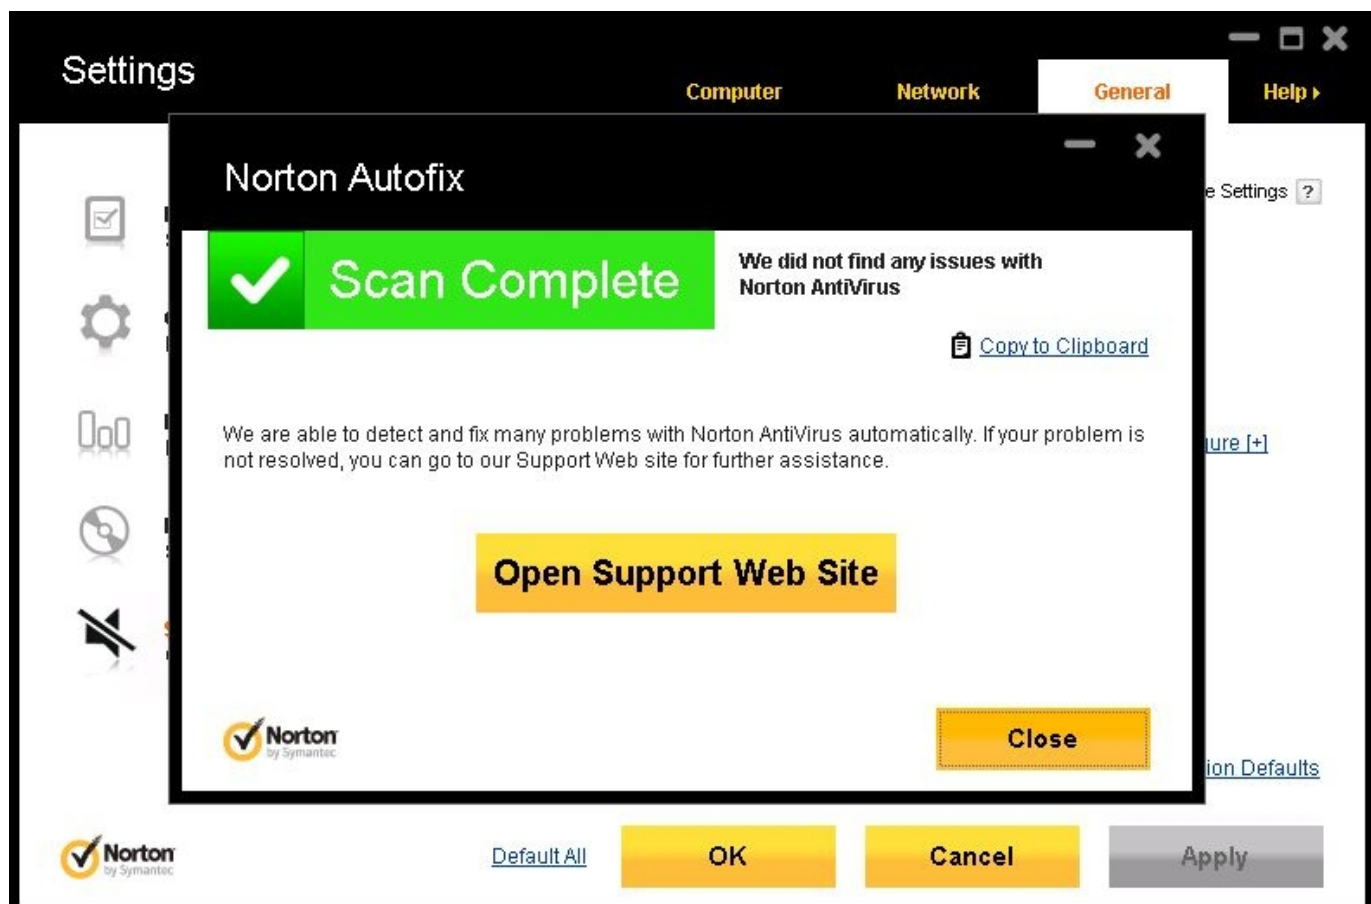 Settings
Computer
Network
General
Help
Norton Autofix
e Settings ?
Scan Complete
We did not find any issues with
Norton AntiVirus
Copy to Clipboard
We are able to detect and fix many problems with Norton AntiVirus automatically. If your problem is
not resolved, you can go to our Support Web site for further assistance.
ure [+]
Open Support Web Site
Norton
by Symantec
Close
ion Defaults
Norton
by Symantec
Default All
OK
Cancel
Apply